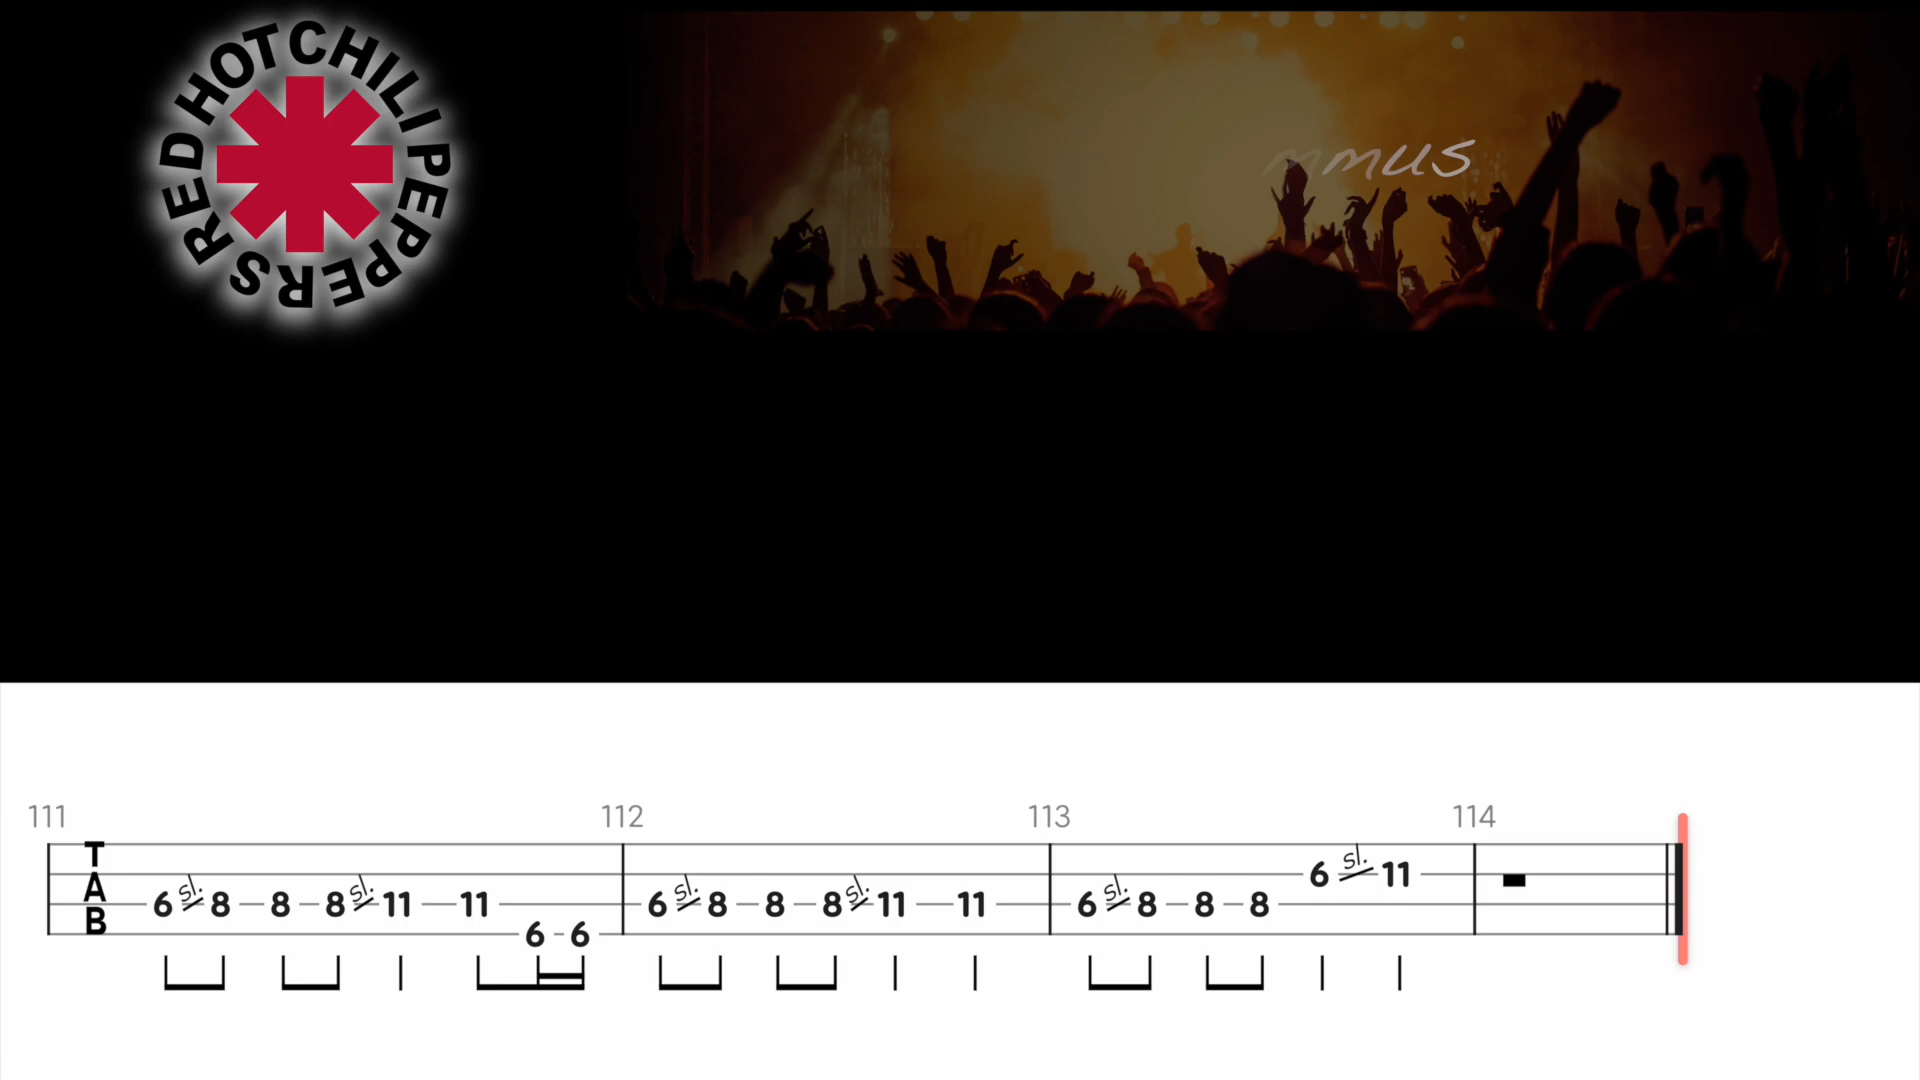 RED HOT CHILI PEPPERS
mmus
111 112 113 114
T
A
B
6 sl. 8 8 8 sl. 11 11 6 6 6 sl. 8 8 8 sl. 11 11 6 sl. 8 8 8 6 sl. 11